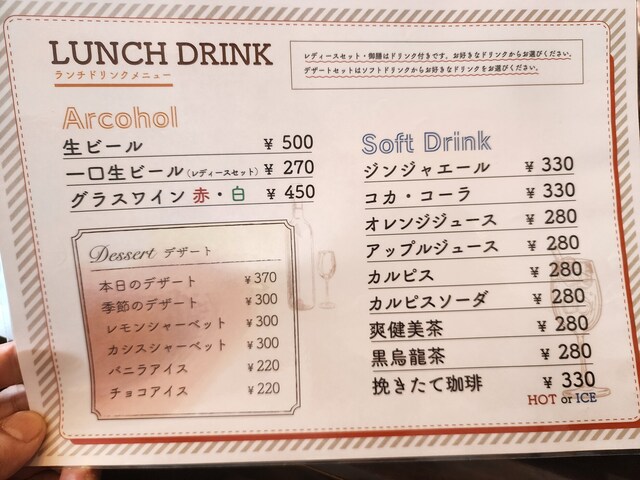 LUNCH DRINK
ランチドリンクメニュー
レディースセット・御膳はドリンク付きです。お好きなドリンクからお選びください。
デザートセットはソフトドリンクからお好きなドリンクをお選びください。
Arcohol
生ビール ¥ 500
一口生ビール(レディースセット) ¥ 270
グラスワイン 赤・白 ¥ 450
Dessert デザート
本日のデザート ¥370
季節のデザート ¥300
レモンシャーベット ¥300
カシスシャーベット ¥300
バニラアイス ¥220
チョコアイス ¥220
Soft Drink
ジンジャエール ¥ 330
コカ・コーラ ¥ 330
オレンジジュース ¥ 280
アップルジュース ¥ 280
カルピス ¥ 280
カルピスソーダ ¥ 280
爽健美茶 ¥ 280
黒烏龍茶 ¥ 280
挽きたて珈琲 ¥ 330
HOT or ICE